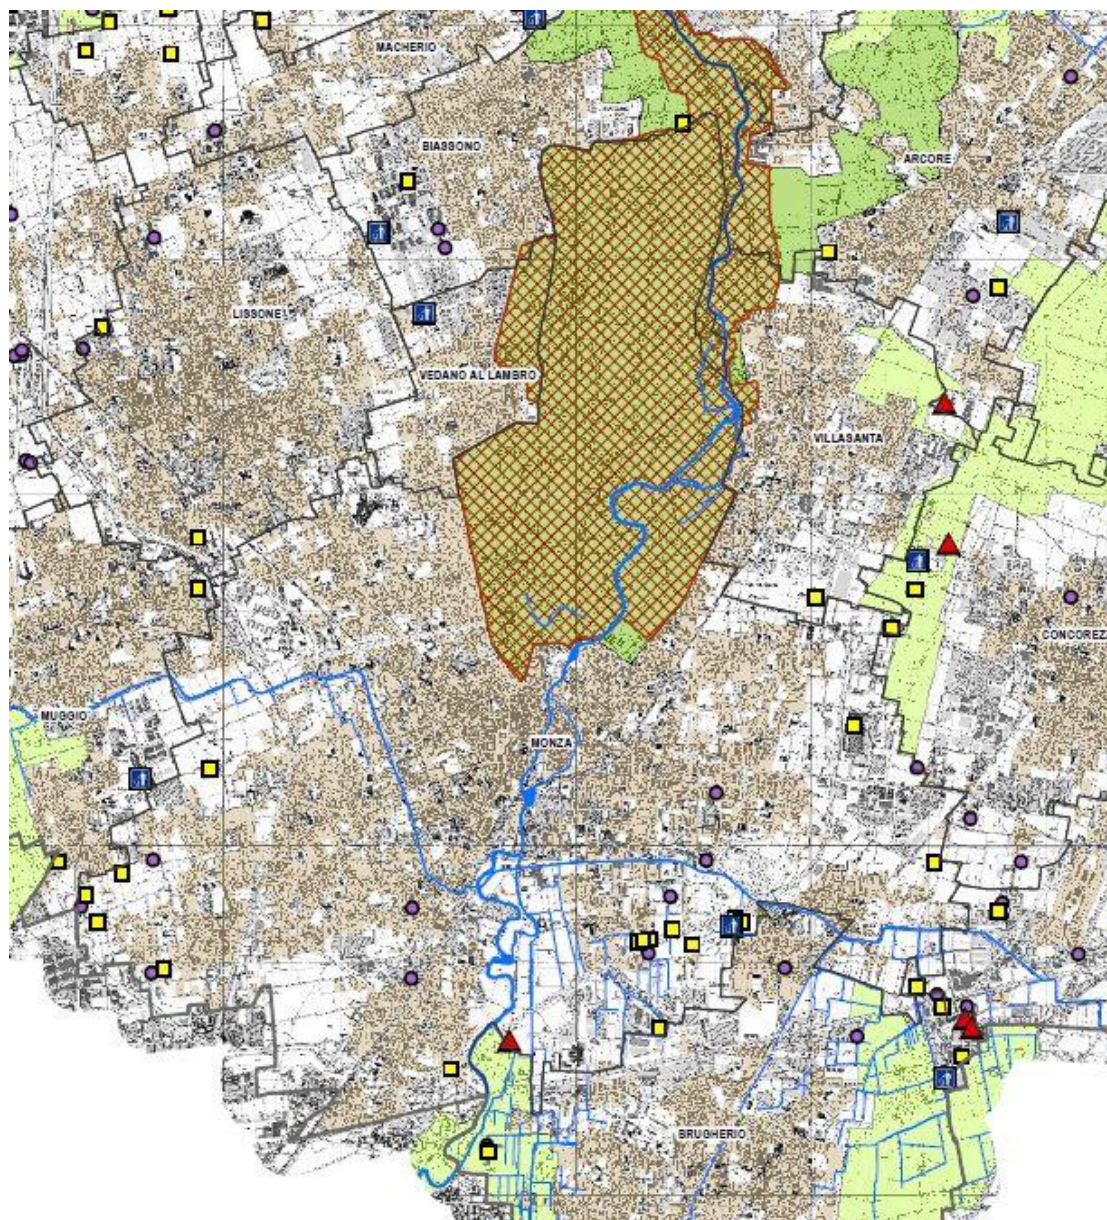 MACHERIO
BIASSONO
ARCORE
LISSONE
VEDANO AL LAMBRO
VILLASANTA
CONCOREZ
MUGGIO
MONZA
BRUGHERIO